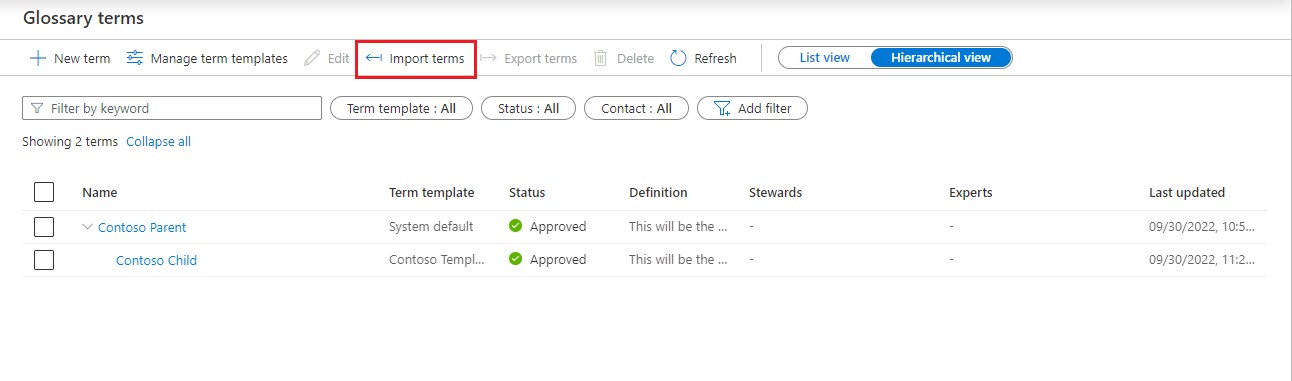 Glossary terms
New term Manage term templates Edit Import terms Export terms Delete Refresh List view Hierarchical view
Filter by keyword Term template : All Status : All Contact : All Add filter
Showing 2 terms Collapse all
Name Term template Status Definition Stewards Experts Last updated
Contoso Parent System default Approved This will be the ... - - 09/30/2022, 10:5...
Contoso Child Contoso Templ... Approved This will be the ... - - 09/30/2022, 11:2...